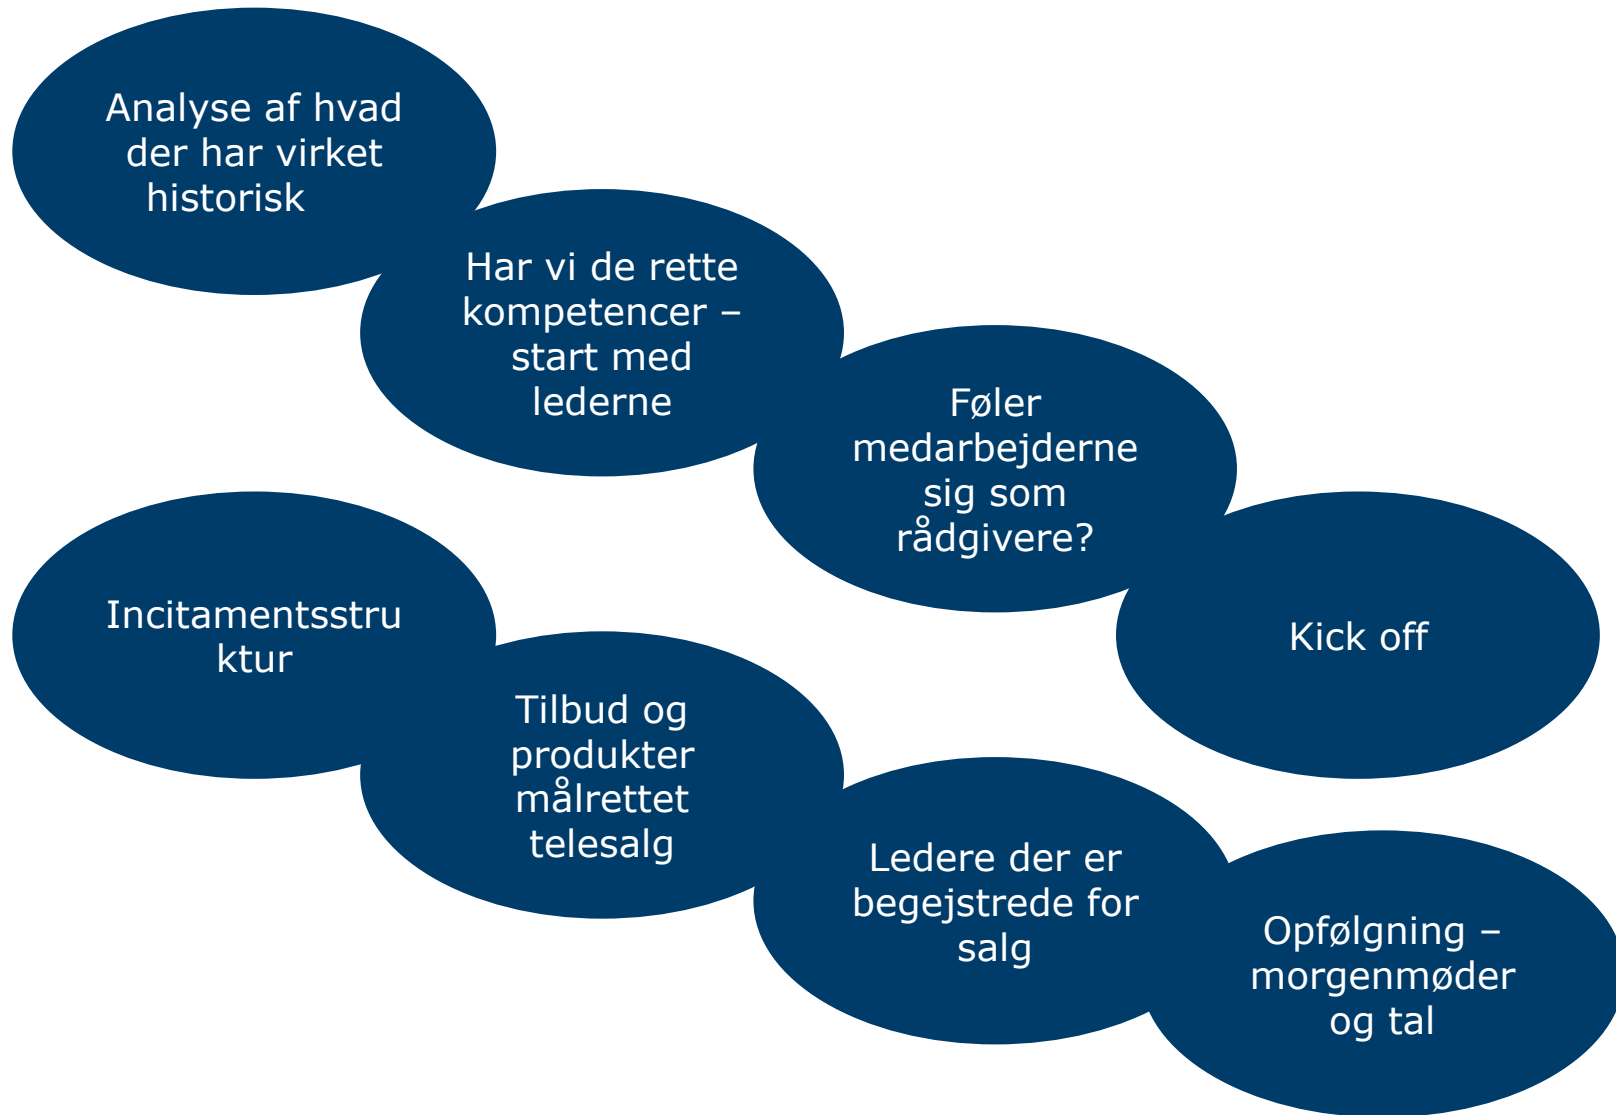 Analyse af hvad
der har virket
historisk
Har vi de rette
kompetencer –
start med
lederne
Føler
medarbejderne
sig som
rådgivere?
Kick off
Incitamentsstru
ktur
Tilbud og
produkter
målrettet
telesalg
Ledere der er
begejstrede for
salg
Opfølgning –
morgenmøder
og tal